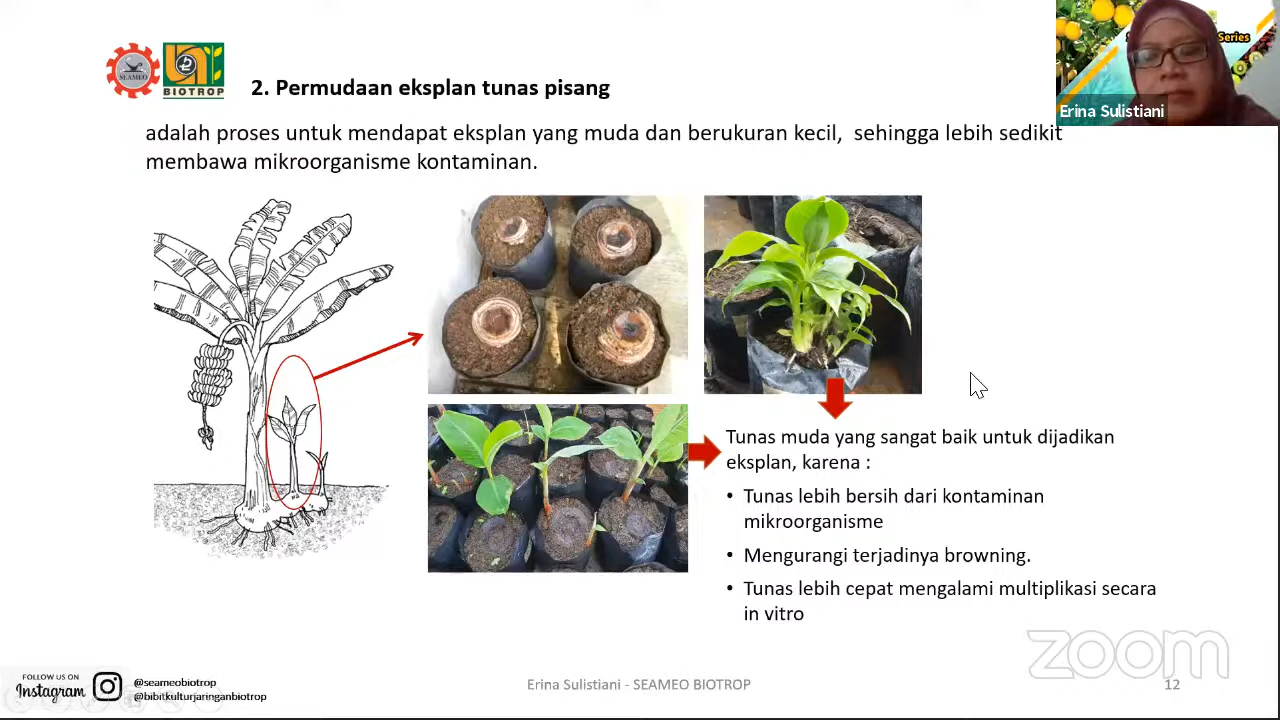 Series
Erina Sulistiani
SEAMEO
BIOTROP
2. Permudaan eksplan tunas pisang
adalah proses untuk mendapat eksplan yang muda dan berukuran kecil,  sehingga lebih sedikit
membawa mikroorganisme kontaminan.
Tunas muda yang sangat baik untuk dijadikan
eksplan, karena :
• Tunas lebih bersih dari kontaminan
mikroorganisme
• Mengurangi terjadinya browning.
• Tunas lebih cepat mengalami multiplikasi secara
in vitro
zoom
FOLLOW US ON
Instagram
@seameobiotrop
@bibitkulturjaringanbiotrop
Erina Sulistiani - SEAMEO BIOTROP
12